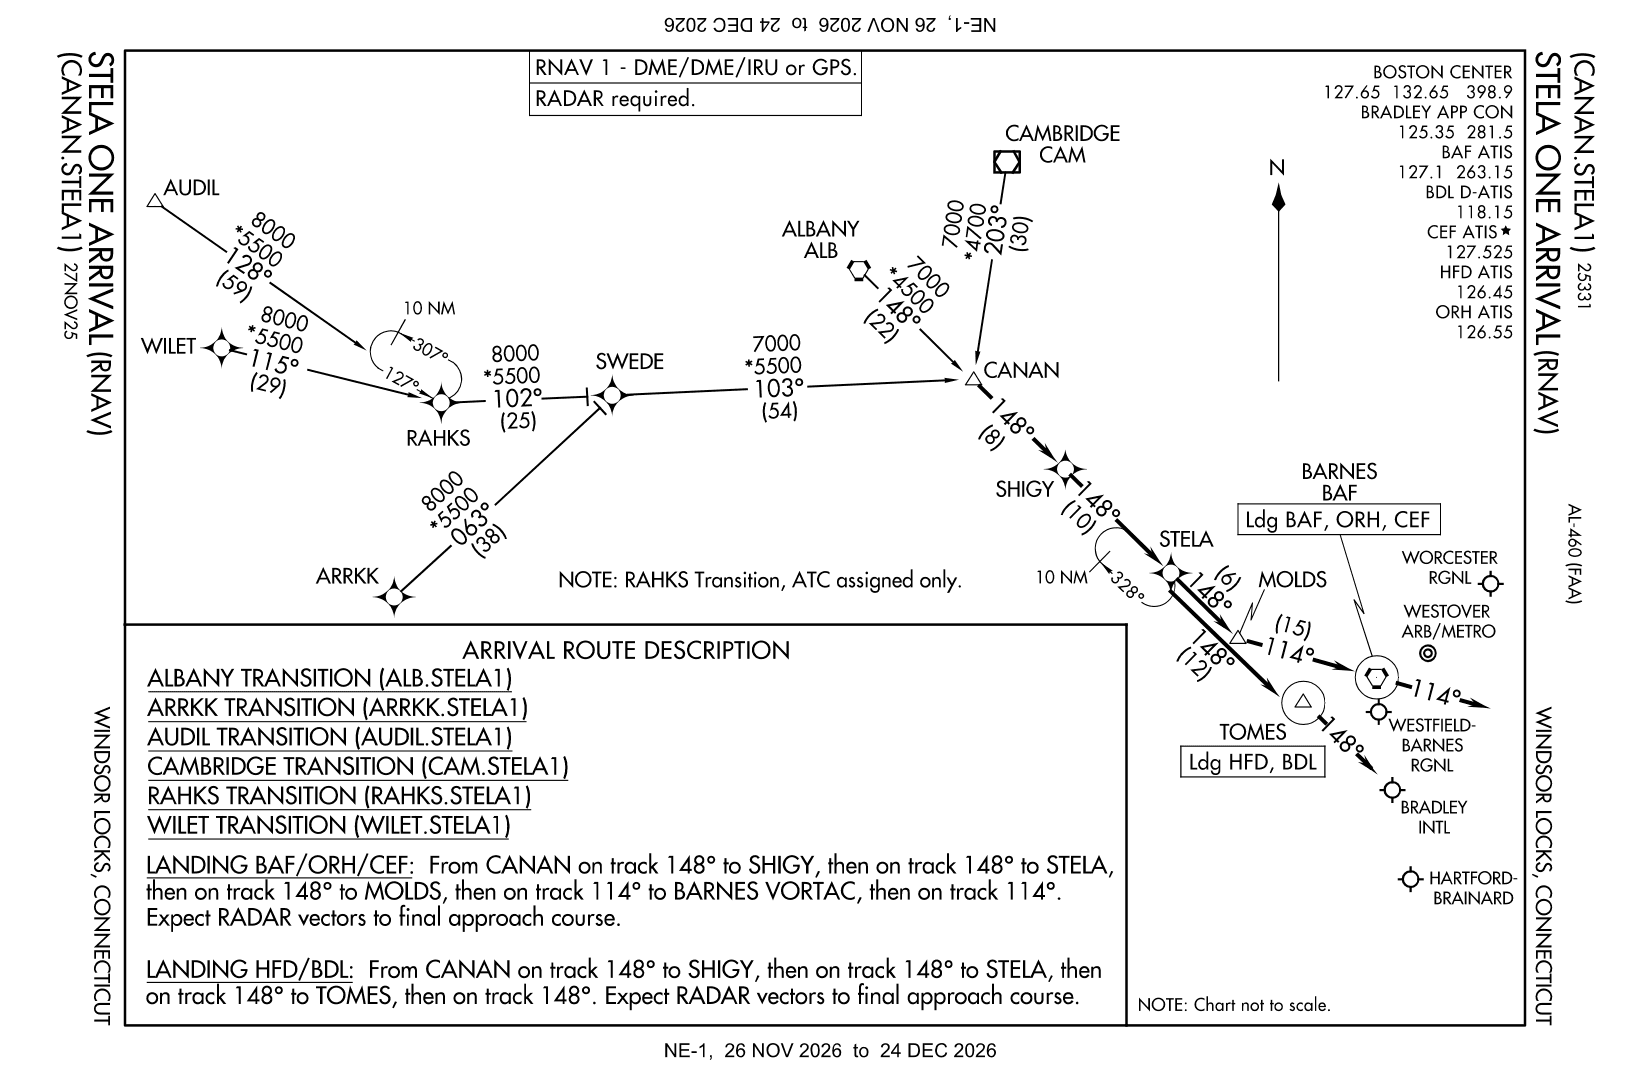 NE-1, 26 NOV 2026 to 24 DEC 2026
STELA ONE ARRIVAL (RNAV)
(CANAN.STELA1) 27NOV25
WINDSOR LOCKS, CONNECTICUT
RNAV 1 - DME/DME/IRU or GPS.
RADAR required.
BOSTON CENTER
127.65 132.65 398.9
BRADLEY APP CON
125.35 281.5
BAF ATIS
127.1 263.15
BDL D-ATIS
118.15
CEF ATIS★
127.525
HFD ATIS
126.45
ORH ATIS
126.55
(CANAN.STELA1) 25331
STELA ONE ARRIVAL (RNAV)
AL-460 (FAA)
WINDSOR LOCKS, CONNECTICUT
N
CAMBRIDGE
CAM
7000
*4700
203°
(30)
ALBANY
ALB
7000
*4500
148°
(22)
AUDIL
8000
*5500
128°
(59)
WILET
8000
*5500
115°
(29)
10 NM
307°
127°
RAHKS
8000
*5500
102°
(25)
SWEDE
7000
*5500
103°
(54)
CANAN
148°
(8)
SHIGY
148°
(10)
ARRKK
8000
*5500
063°
(38)
NOTE: RAHKS Transition, ATC assigned only.
STELA
10 NM
328°
(6)
148°
MOLDS
(15)
114°
148°
(12)
BARNES
BAF
Ldg BAF, ORH, CEF
114°
TOMES
Ldg HFD, BDL
148°
WORCESTER
RGNL
WESTOVER
ARB/METRO
WESTFIELD-
BARNES
RGNL
BRADLEY
INTL
HARTFORD-
BRAINARD
ARRIVAL ROUTE DESCRIPTION
ALBANY TRANSITION (ALB.STELA1)
ARRKK TRANSITION (ARRKK.STELA1)
AUDIL TRANSITION (AUDIL.STELA1)
CAMBRIDGE TRANSITION (CAM.STELA1)
RAHKS TRANSITION (RAHKS.STELA1)
WILET TRANSITION (WILET.STELA1)
LANDING BAF/ORH/CEF: From CANAN on track 148° to SHIGY, then on track 148° to STELA,
then on track 148° to MOLDS, then on track 114° to BARNES VORTAC, then on track 114°.
Expect RADAR vectors to final approach course.
LANDING HFD/BDL: From CANAN on track 148° to SHIGY, then on track 148° to STELA, then
on track 148° to TOMES, then on track 148°. Expect RADAR vectors to final approach course.
NOTE: Chart not to scale.
NE-1, 26 NOV 2026 to 24 DEC 2026